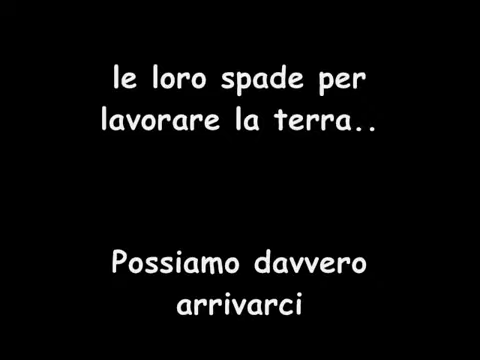 le loro spade per
lavorare la terra..
Possiamo davvero
arrivarci